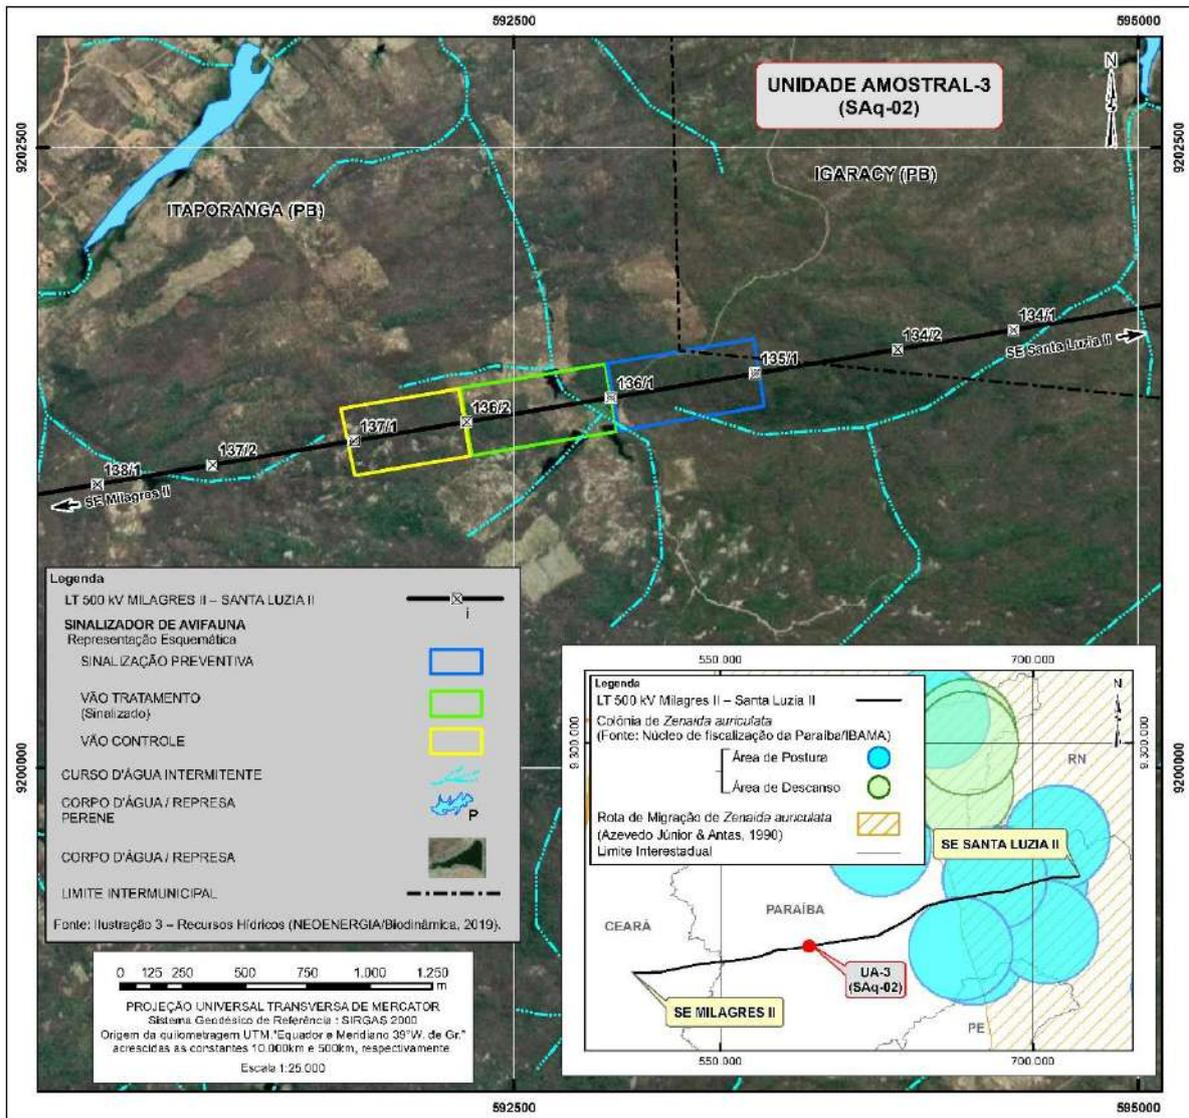 592500
595000
UNIDADE AMOSTRAL-3
(SAq-02)
N
9202500
9202500
IGARACY (PB)
ITAPORANGA (PB)
134/1
134/2
SE Santa Luzia II
135/1
136/1
136/2
137/1
137/2
138/1
SE Milagres II
Legenda
LT 500 kV MILAGRES II – SANTA LUZIA II
i
SINALIZADOR DE AVIFAUNA
Representação Esquemática
SINALIZAÇÃO PREVENTIVA
VÃO TRATAMENTO
(Sinalizado)
VÃO CONTROLE
CURSO D'ÁGUA INTERMITENTE
CORPO D'ÁGUA / REPRESA
PERENE
P
CORPO D'ÁGUA / REPRESA
LIMITE INTERMUNICIPAL
Fonte: Ilustração 3 – Recursos Hídricos (NEOENERGIA/Biodinâmica, 2019).
0 125 250 500 750 1.000 1.250
m
PROJEÇÃO UNIVERSAL TRANSVERSA DE MERCATOR
Sistema Geodésico de Referência : SIRGAS 2000
Origem da quilometragem UTM."Equador e Meridiano 39°W. de Gr."
acrescidas as constantes 10.000km e 500km, respectivamente
Escala 1:25.000
550.000
700.000
Legenda
LT 500 kV Milagres II – Santa Luzia II
Colônia de Zenaida auriculata
(Fonte: Núcleo de fiscalização da Paraíba/IBAMA)
Área de Postura
Área de Descanso
Rota de Migração de Zenaida auriculata
(Azevedo Júnior & Antas, 1990)
Limite Interestadual
N
9.300.000
9.300.000
RN
SE SANTA LUZIA II
PARAÍBA
CEARÁ
UA-3
(SAq-02)
SE MILAGRES II
PE
550.000
700.000
9200000
9200000
592500
595000